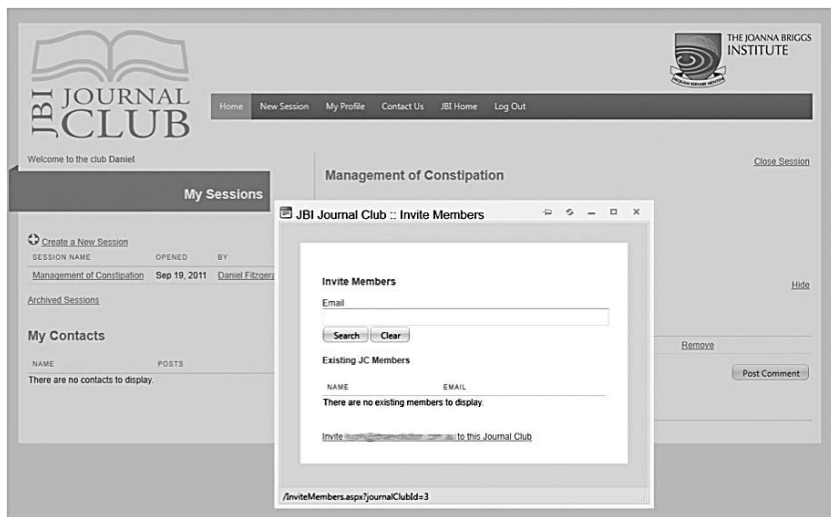 THE JOANNA BRIGGS
INSTITUTE
JBI JOURNAL
CLUB
Home New Session My Profile Contact Us JBI Home Log Out
Welcome to the club Daniel
Close Session
My Sessions
Management of Constipation
Create a New Session
SESSION NAME OPENED BY
Management of Constipation Sep 19, 2011 Daniel
Archived Sessions
My Contacts
NAME POSTS
There are no contacts to display.
JBI Journal Club :: Invite Members
Invite Members
Email
Search Clear
Existing JC Members
NAME EMAIL
There are no existing members to display.
Invite to this Journal Club
/InviteMembers.aspx?journalClubId=3
Hide
Remove
Post Comment